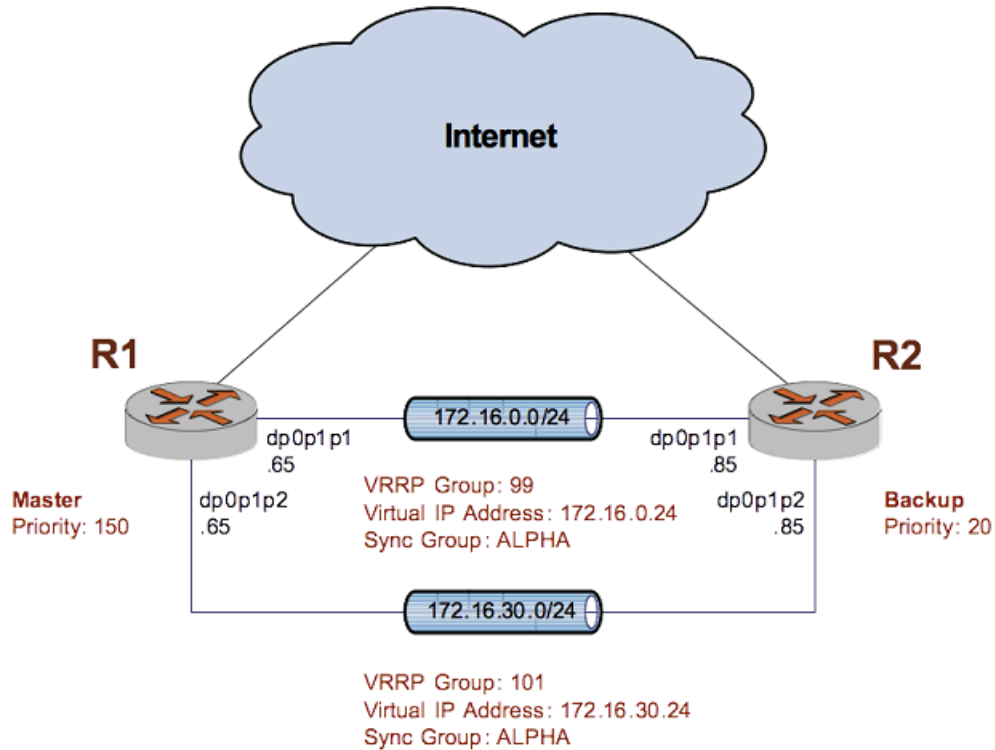 Internet
R1
R2
172.16.0.0/24
dp0p1p1
.65
dp0p1p1
.85
dp0p1p2
.65
dp0p1p2
.85
Master
Priority: 150
VRRP Group: 99
Virtual IP Address: 172.16.0.24
Sync Group: ALPHA
Backup
Priority: 20
172.16.30.0/24
VRRP Group: 101
Virtual IP Address: 172.16.30.24
Sync Group: ALPHA